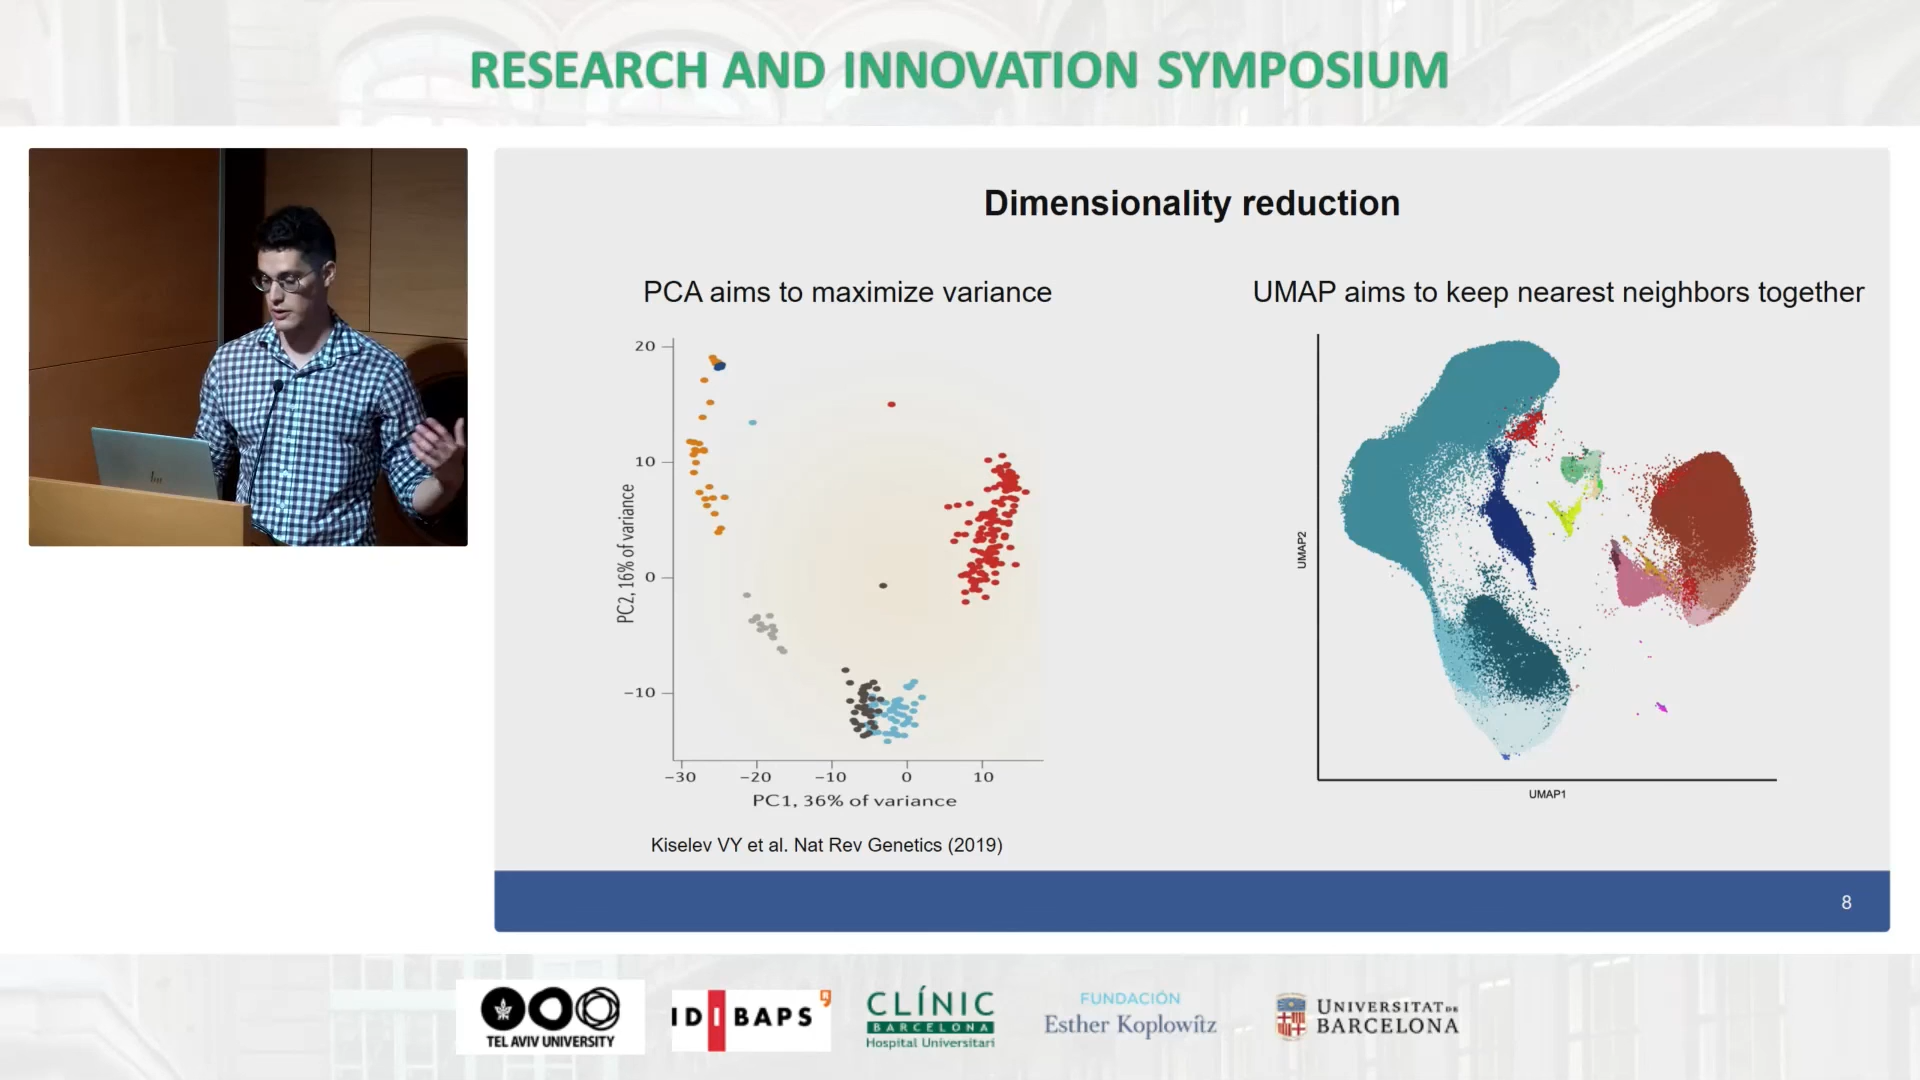 RESEARCH AND INNOVATION SYMPOSIUM
Dimensionality reduction
PCA aims to maximize variance
UMAP aims to keep nearest neighbors together
20
10
0
−10
PC2, 16% of variance
−30
−20
−10
0
10
PC1, 36% of variance
Kiselev VY et al. Nat Rev Genetics (2019)
UMAP2
UMAP1
8
TEL AVIV UNIVERSITY
IDIBAPS
CLÍNIC
BARCELONA
Hospital Universitari
FUNDACIÓN
Esther Koplowitz
UNIVERSITAT DE
BARCELONA